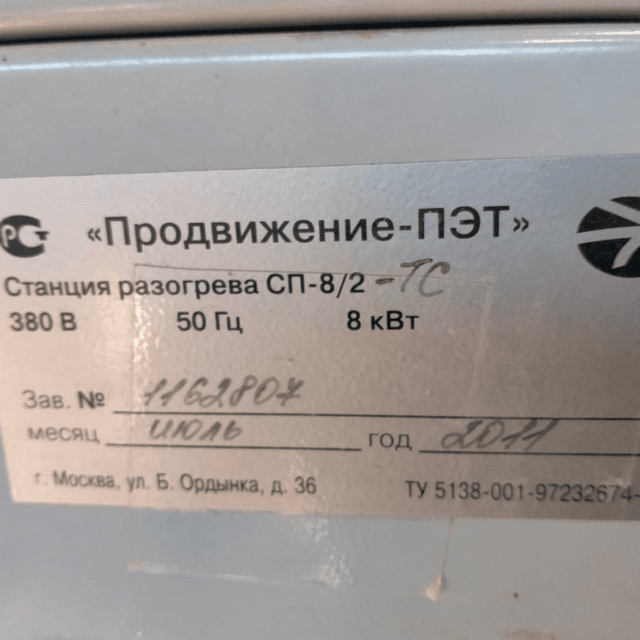 РСТ «Продвижение-ПЭТ»
Станция разогрева СП-8/2-ТС
380 В 50 Гц 8 кВт
Зав. № 1162807
месяц июль год 2011
г. Москва, ул. Б. Ордынка, д. 36 ТУ 5138-001-97232674-